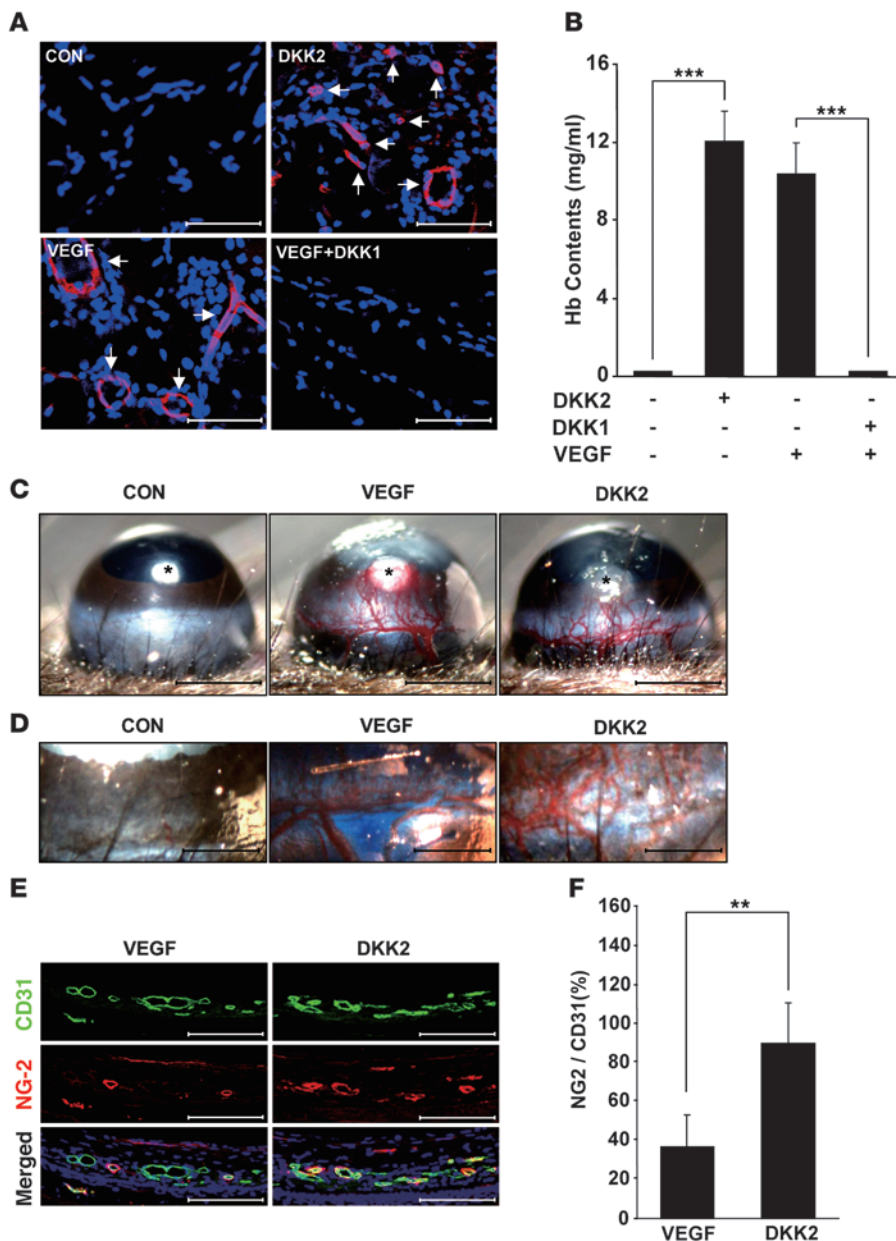 A
CON
DKK2
VEGF
VEGF+DKK1
B
Hb Contents (mg/ml)
16
12
8
4
0
***
***
DKK2 - + - -
DKK1 - - - +
VEGF - - + +
C
CON VEGF DKK2
* * *
D
CON VEGF DKK2
E
VEGF DKK2
CD31
NG-2
Merged
F
NG2 / CD31(%)
160
140
120
100
80
60
40
20
0
**
VEGF DKK2